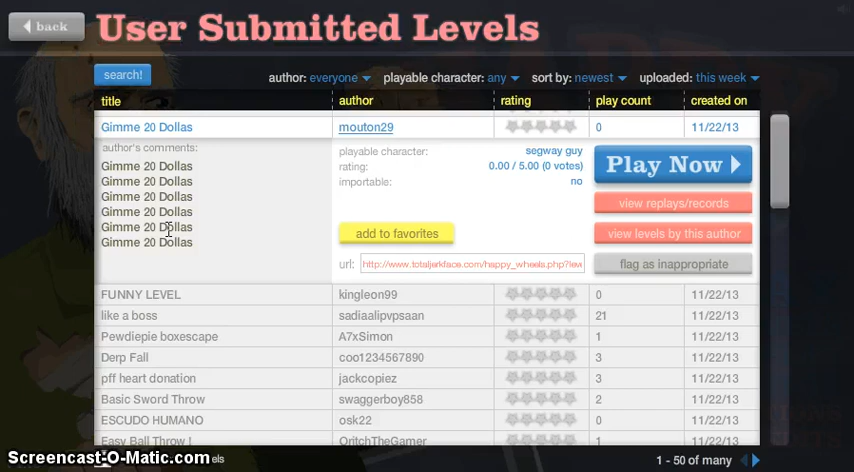 back
User Submitted Levels
search!
author: everyone playable character: any sort by: newest uploaded: this week
title author rating play count created on
Gimme 20 Dollas mouton29 0 11/22/13
author's comments:
Gimme 20 Dollas
Gimme 20 Dollas
Gimme 20 Dollas
Gimme 20 Dollas
Gimme 20 Dollas
Gimme 20 Dollas
playable character: segway guy
rating: 0.00 / 5.00 (0 votes)
importable: no
add to favorites
url: http://www.totaljerkface.com/happy_wheels.php?leve
Play Now
view replays/records
view levels by this author
flag as inappropriate
FUNNY LEVEL kingleon99 0 11/22/13
like a boss sadiaalipvpsaan 21 11/22/13
Pewdiepie boxescape A7xSimon 1 11/22/13
Derp Fall coo1234567890 3 11/22/13
pff heart donation jackcopiez 3 11/22/13
Basic Sword Throw swaggerboy858 2 11/22/13
ESCUDO HUMANO osk22 0 11/22/13
Easy Ball Throw ! OritchTheGamer 1 11/22/13
Screencast-O-Matic.com els
1 - 50 of many